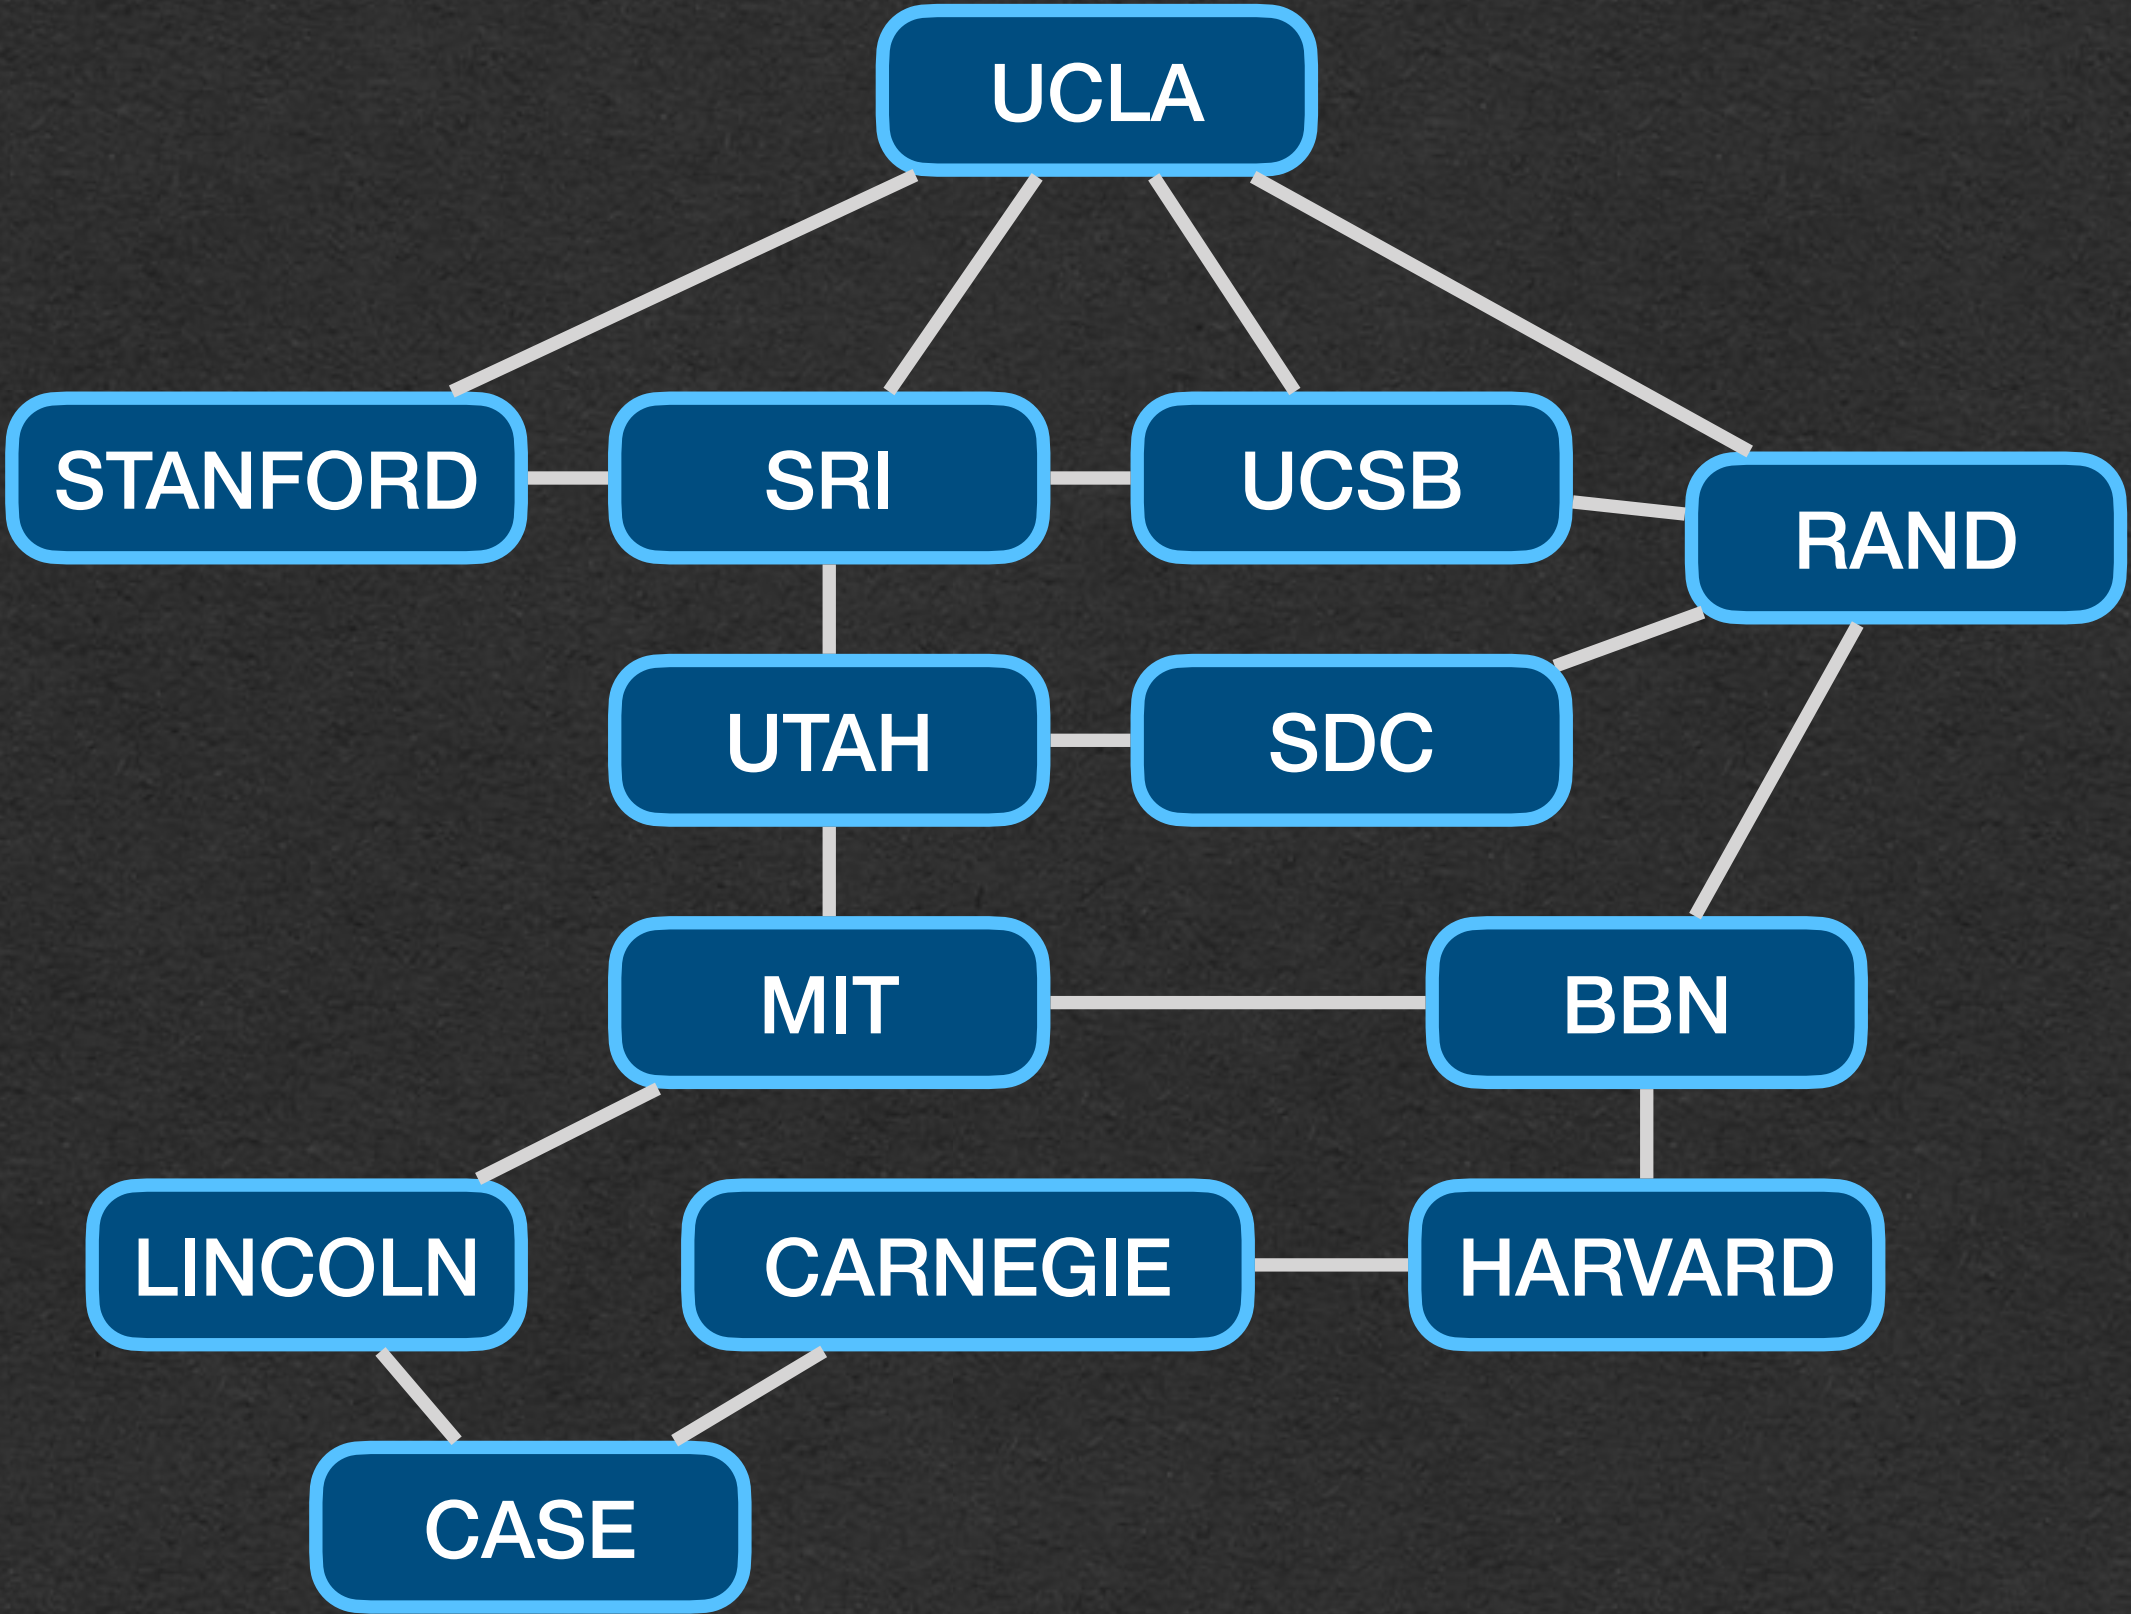 UCLA
STANFORD
SRI
UCSB
RAND
UTAH
SDC
MIT
BBN
LINCOLN
CARNEGIE
HARVARD
CASE